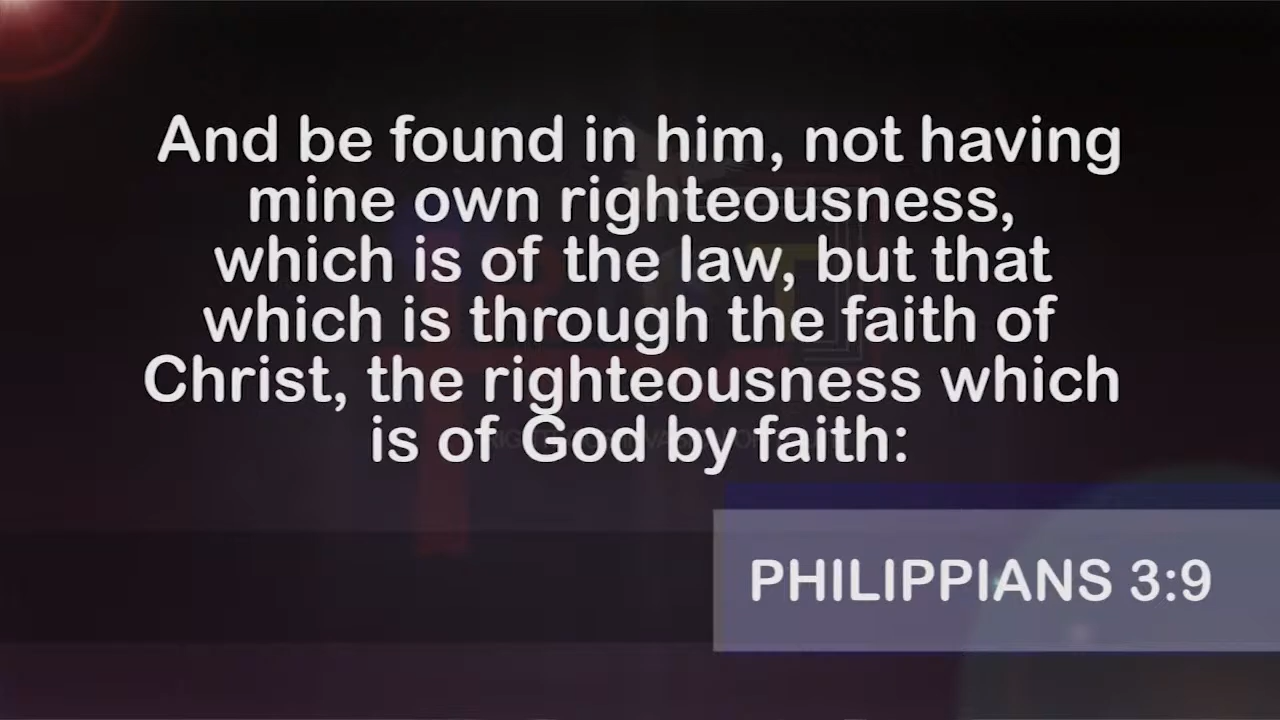 And be found in him, not having
mine own righteousness,
which is of the law, but that
which is through the faith of
Christ, the righteousness which
is of God by faith:
PHILIPPIANS 3:9